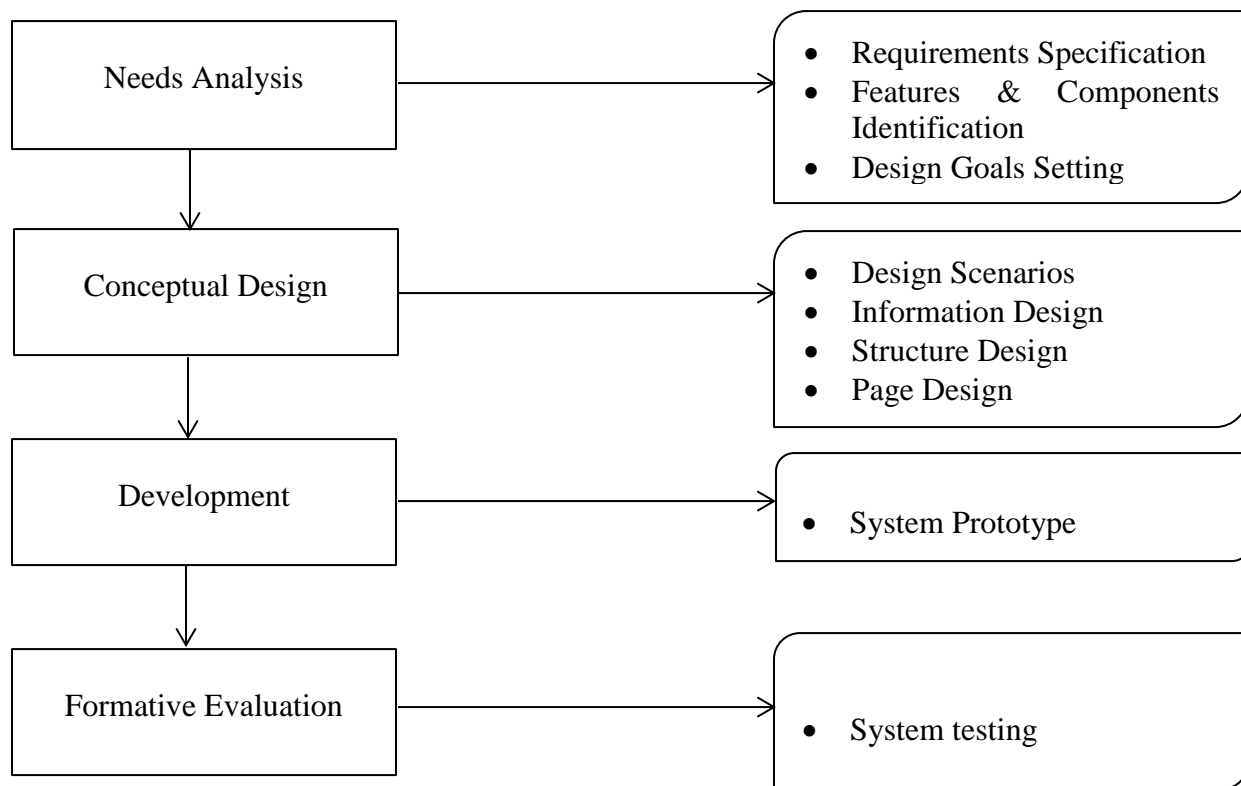 Needs Analysis
• Requirements Specification
• Features & Components
Identification
• Design Goals Setting
Conceptual Design
• Design Scenarios
• Information Design
• Structure Design
• Page Design
Development
• System Prototype
Formative Evaluation
• System testing